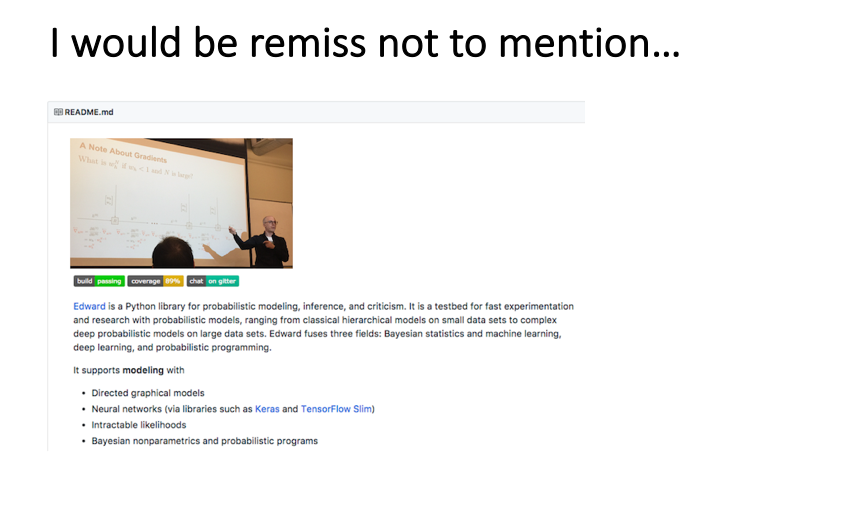 I would be remiss not to mention…
README.md
A Note About Gradients
What is if and N is large?
build passing coverage 89% chat on gitter
Edward is a Python library for probabilistic modeling, inference, and criticism. It is a testbed for fast experimentation
and research with probabilistic models, ranging from classical hierarchical models on small data sets to complex
deep probabilistic models on large data sets. Edward fuses three fields: Bayesian statistics and machine learning,
deep learning, and probabilistic programming.
It supports modeling with
• Directed graphical models
• Neural networks (via libraries such as Keras and TensorFlow Slim)
• Intractable likelihoods
• Bayesian nonparametrics and probabilistic programs